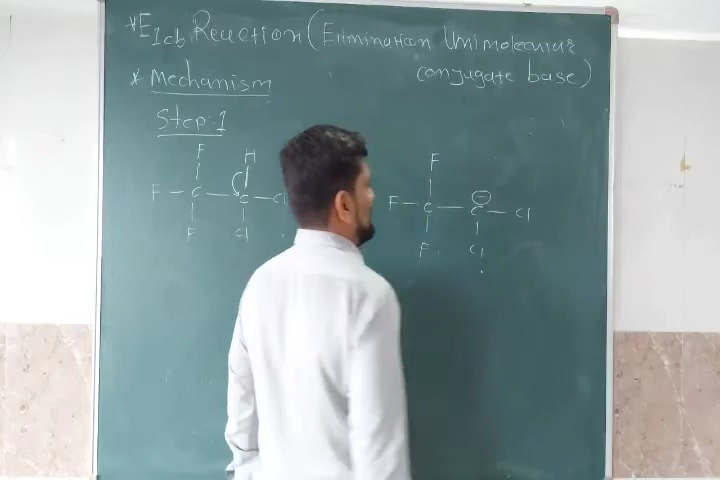 *E1cb Reaction (Elimination Unimolecular
conjugate base)
* Mechanism
Step 1
F H F
F - C - C - Cl F - C - C⊖ - Cl
F Cl F Cl